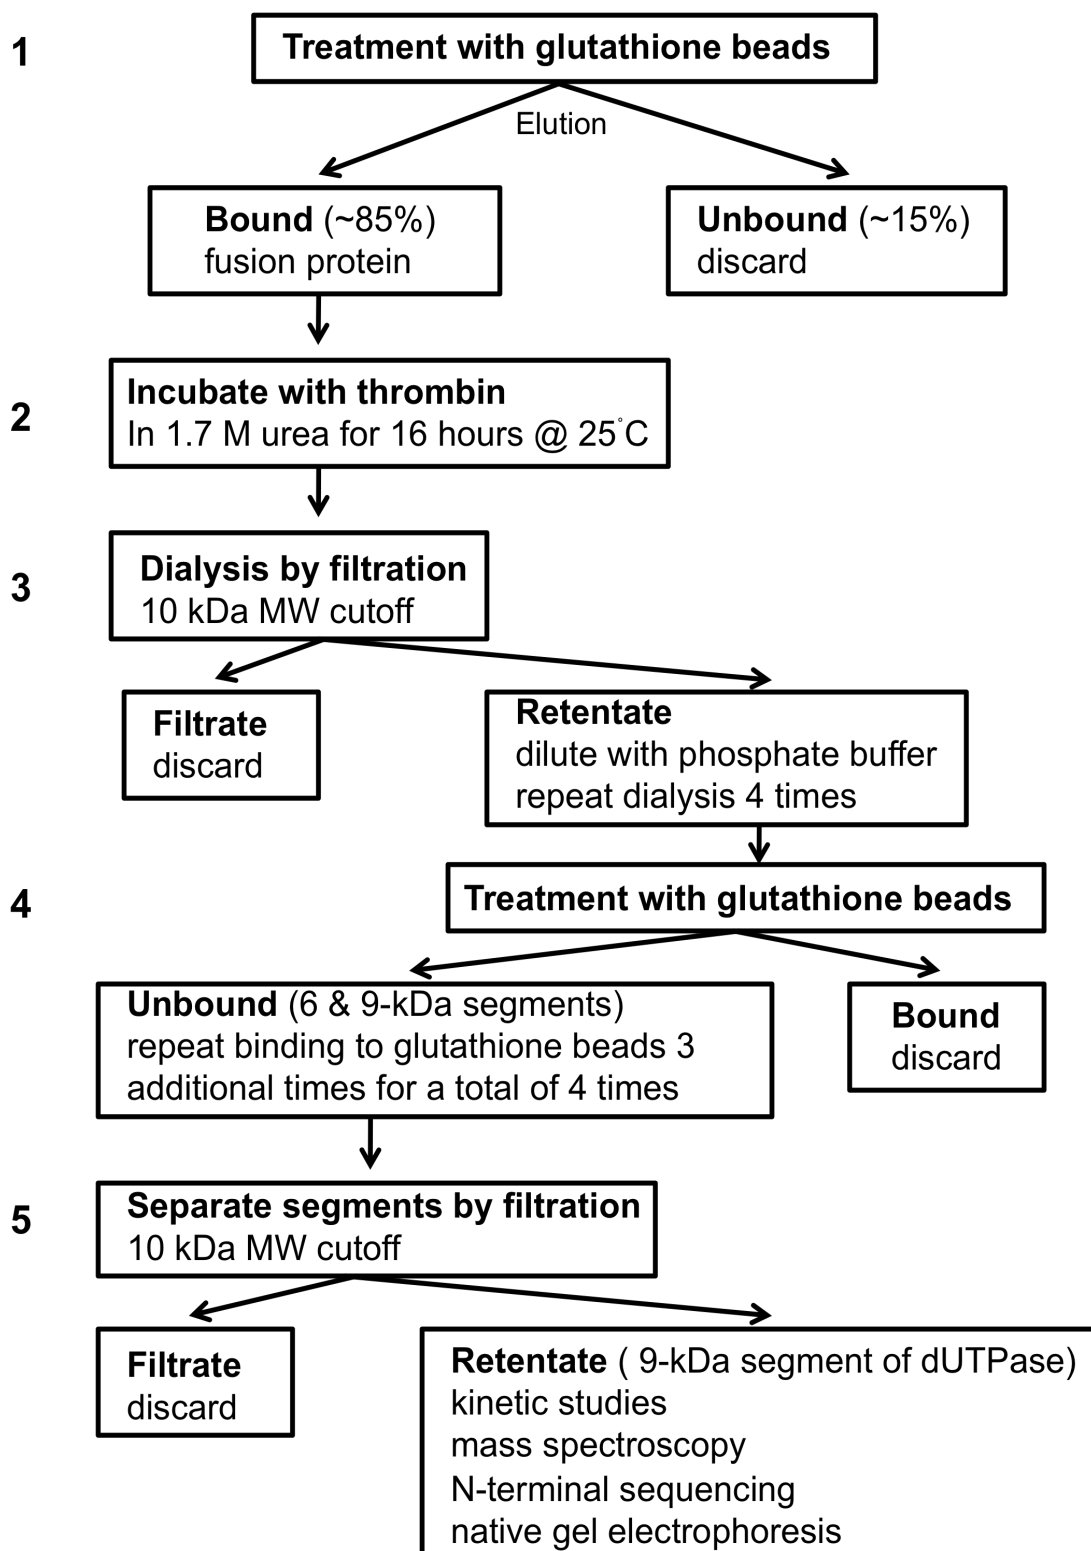 1
Treatment with glutathione beads
Elution
Bound (~85%)
fusion protein
Unbound (~15%)
discard
2
Incubate with thrombin
In 1.7 M urea for 16 hours @ 25°C
3
Dialysis by filtration
10 kDa MW cutoff
Filtrate
discard
Retentate
dilute with phosphate buffer
repeat dialysis 4 times
4
Treatment with glutathione beads
Unbound (6 & 9-kDa segments)
repeat binding to glutathione beads 3
additional times for a total of 4 times
Bound
discard
5
Separate segments by filtration
10 kDa MW cutoff
Filtrate
discard
Retentate ( 9-kDa segment of dUTPase)
kinetic studies
mass spectroscopy
N-terminal sequencing
native gel electrophoresis